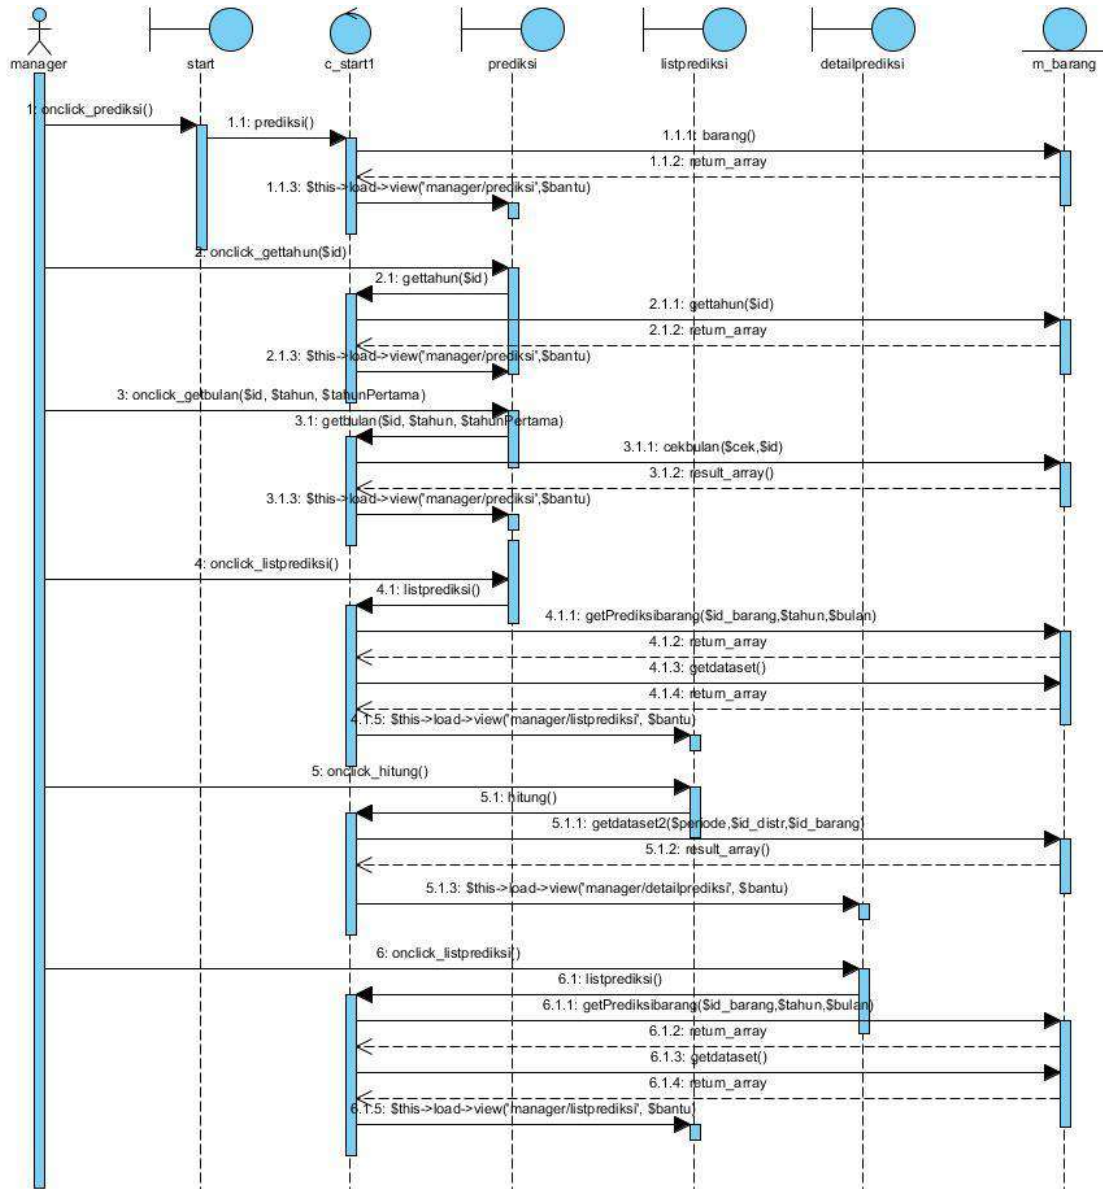 manager
start
c_start1
prediksi
listprediksi
detailprediksi
m_barang
1: onclick_prediksi()
1.1: prediksi()
1.1.1: barang()
1.1.2: return_array
1.1.3: $this->load->view('manager/prediksi',$bantu)
2: onclick_gettahun($id)
2.1: gettahun($id)
2.1.1: gettahun($id)
2.1.2: return_array
2.1.3: $this->load->view('manager/prediksi',$bantu)
3: onclick_getbulan($id, $tahun, $tahunPertama)
3.1: getbulan($id, $tahun, $tahunPertama)
3.1.1: cekbulan($cek,$id)
3.1.2: result_array()
3.1.3: $this->load->view('manager/prediksi',$bantu)
4: onclick_listprediksi()
4.1: listprediksi()
4.1.1: getPrediksibarang($id_barang,$tahun,$bulan)
4.1.2: return_array
4.1.3: getdataset()
4.1.4: return_array
4.1.5: $this->load->view('manager/listprediksi', $bantu)
5: onclick_hitung()
5.1: hitung()
5.1.1: getdataset2($periode,$id_distr,$id_barang)
5.1.2: result_array()
5.1.3: $this->load->view('manager/detailprediksi', $bantu)
6: onclick_listprediksi()
6.1: listprediksi()
6.1.1: getPrediksibarang($id_barang,$tahun,$bulan)
6.1.2: return_array
6.1.3: getdataset()
6.1.4: return_array
6.1.5: $this->load->view('manager/listprediksi', $bantu)